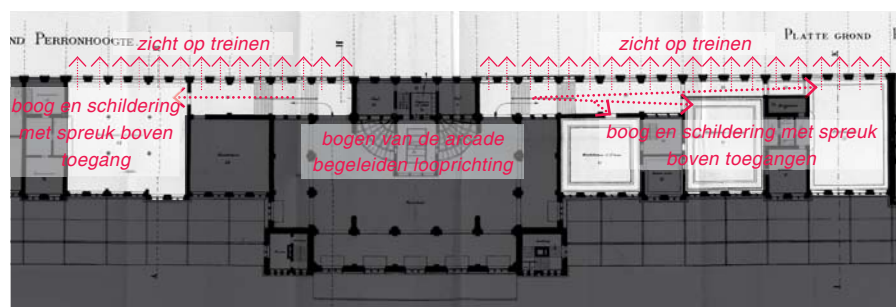 ND PERRONHOOGTE.
PLATTE GROND
zicht op treinen
zicht op treinen
boog en schildering
met spreuk boven
toegang
bogen van de arcade
begeleiden looprichting
boog en schildering met spreuk
boven toegangen